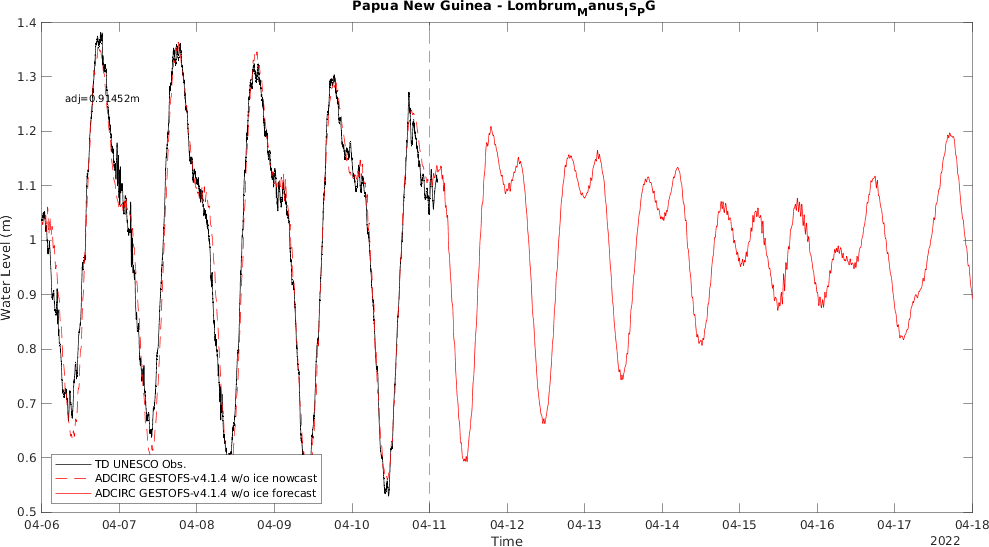 Papua New Guinea - LombrumManusIsPG
1.4
1.3
adj=0.91452m
1.2
1.1
1
0.9
0.8
0.7
0.6
0.5
Water Level (m)
TD UNESCO Obs.
ADCIRC GESTOFS-v4.1.4 w/o ice nowcast
ADCIRC GESTOFS-v4.1.4 w/o ice forecast
04-06 04-07 04-08 04-09 04-10 04-11 04-12 04-13 04-14 04-15 04-16 04-17 04-18
Time
2022